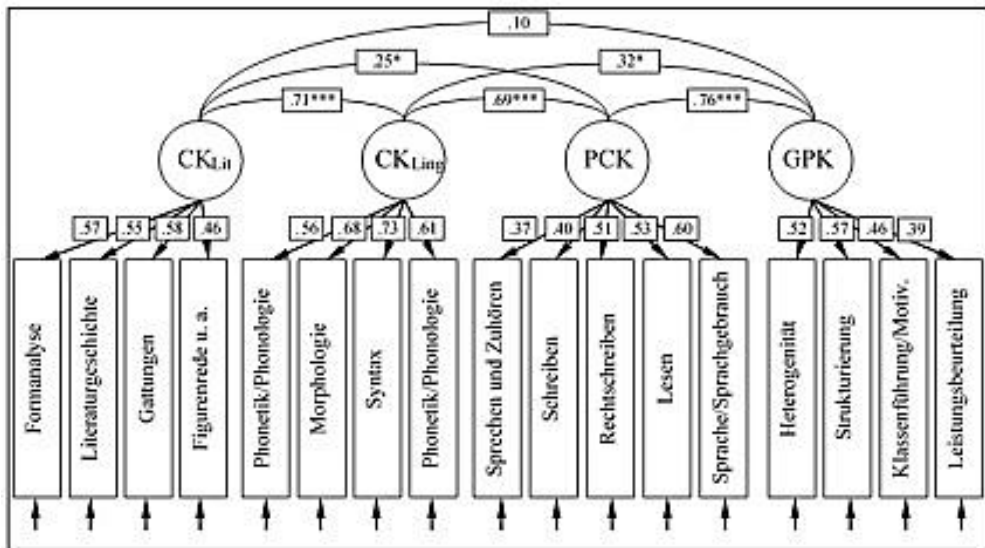 .10
.25*
.32*
.71***
.69***
.76***
CKLit
CKLing
PCK
GPK
.57
.55
.58
.46
.56
.68
.73
.61
.37
.40
.51
.53
.60
.52
.57
.46
.39
Formanalyse
Literaturgeschichte
Gattungen
Figurenrede u. a.
Phonetik/Phonologie
Morphologie
Syntax
Phonetik/Phonologie
Sprechen und Zuhören
Schreiben
Rechtschreiben
Lesen
Sprache/Sprachgebrauch
Heterogenität
Strukturierung
Klassenführung/Motiv.
Leistungsbeurteilung